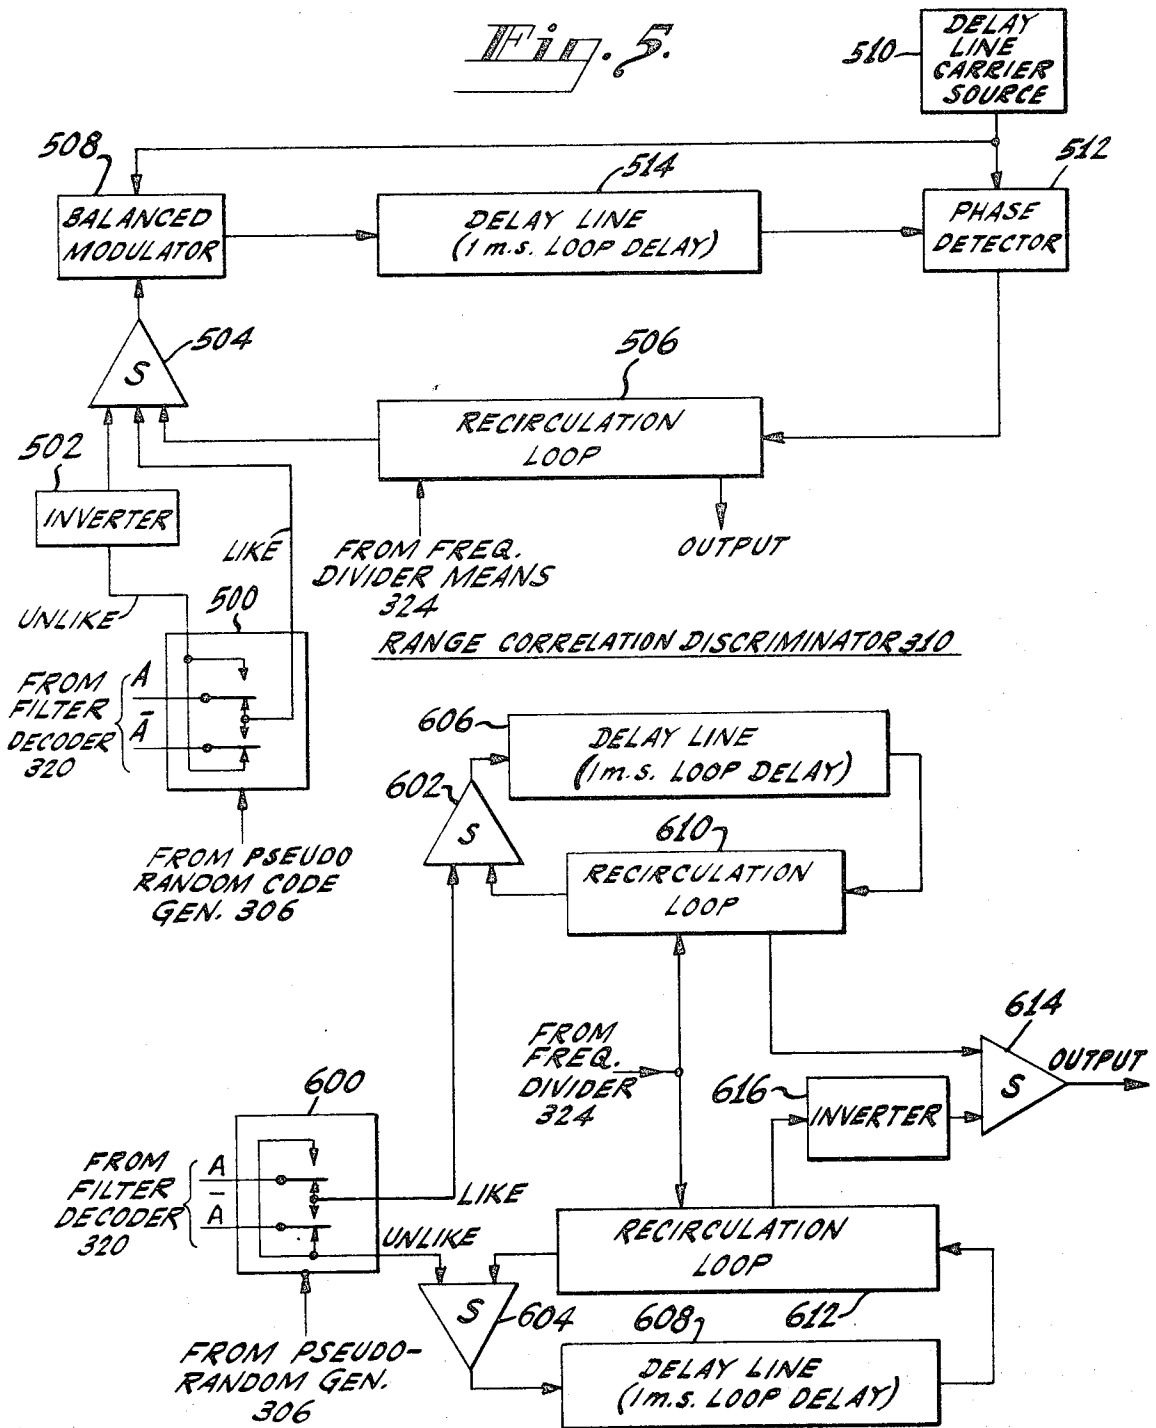 Fig. 5.
510
DELAY
LINE
CARRIER
SOURCE
508
514
512
BALANCED
MODULATOR
DELAY LINE
(1 m.s. LOOP DELAY)
PHASE
DETECTOR
504
S
506
RECIRCULATION
LOOP
502
INVERTER
LIKE
FROM FREQ.
DIVIDER MEANS
324
OUTPUT
UNLIKE
500
RANGE CORRELATION DISCRIMINATOR 310
FROM
FILTER
DECODER
320
A
Ā
606
DELAY LINE
(1 m.s. LOOP DELAY)
602
S
610
RECIRCULATION
LOOP
FROM PSEUDO
RANDOM CODE
GEN. 306
FROM
FREQ.
DIVIDER
324
614
S
OUTPUT
616
INVERTER
600
FROM
FILTER
DECODER
320
A
Ā
LIKE
UNLIKE
RECIRCULATION
LOOP
612
S
604
608
DELAY LINE
(1 m.s. LOOP DELAY)
FROM PSEUDO-
RANDOM GEN.
306